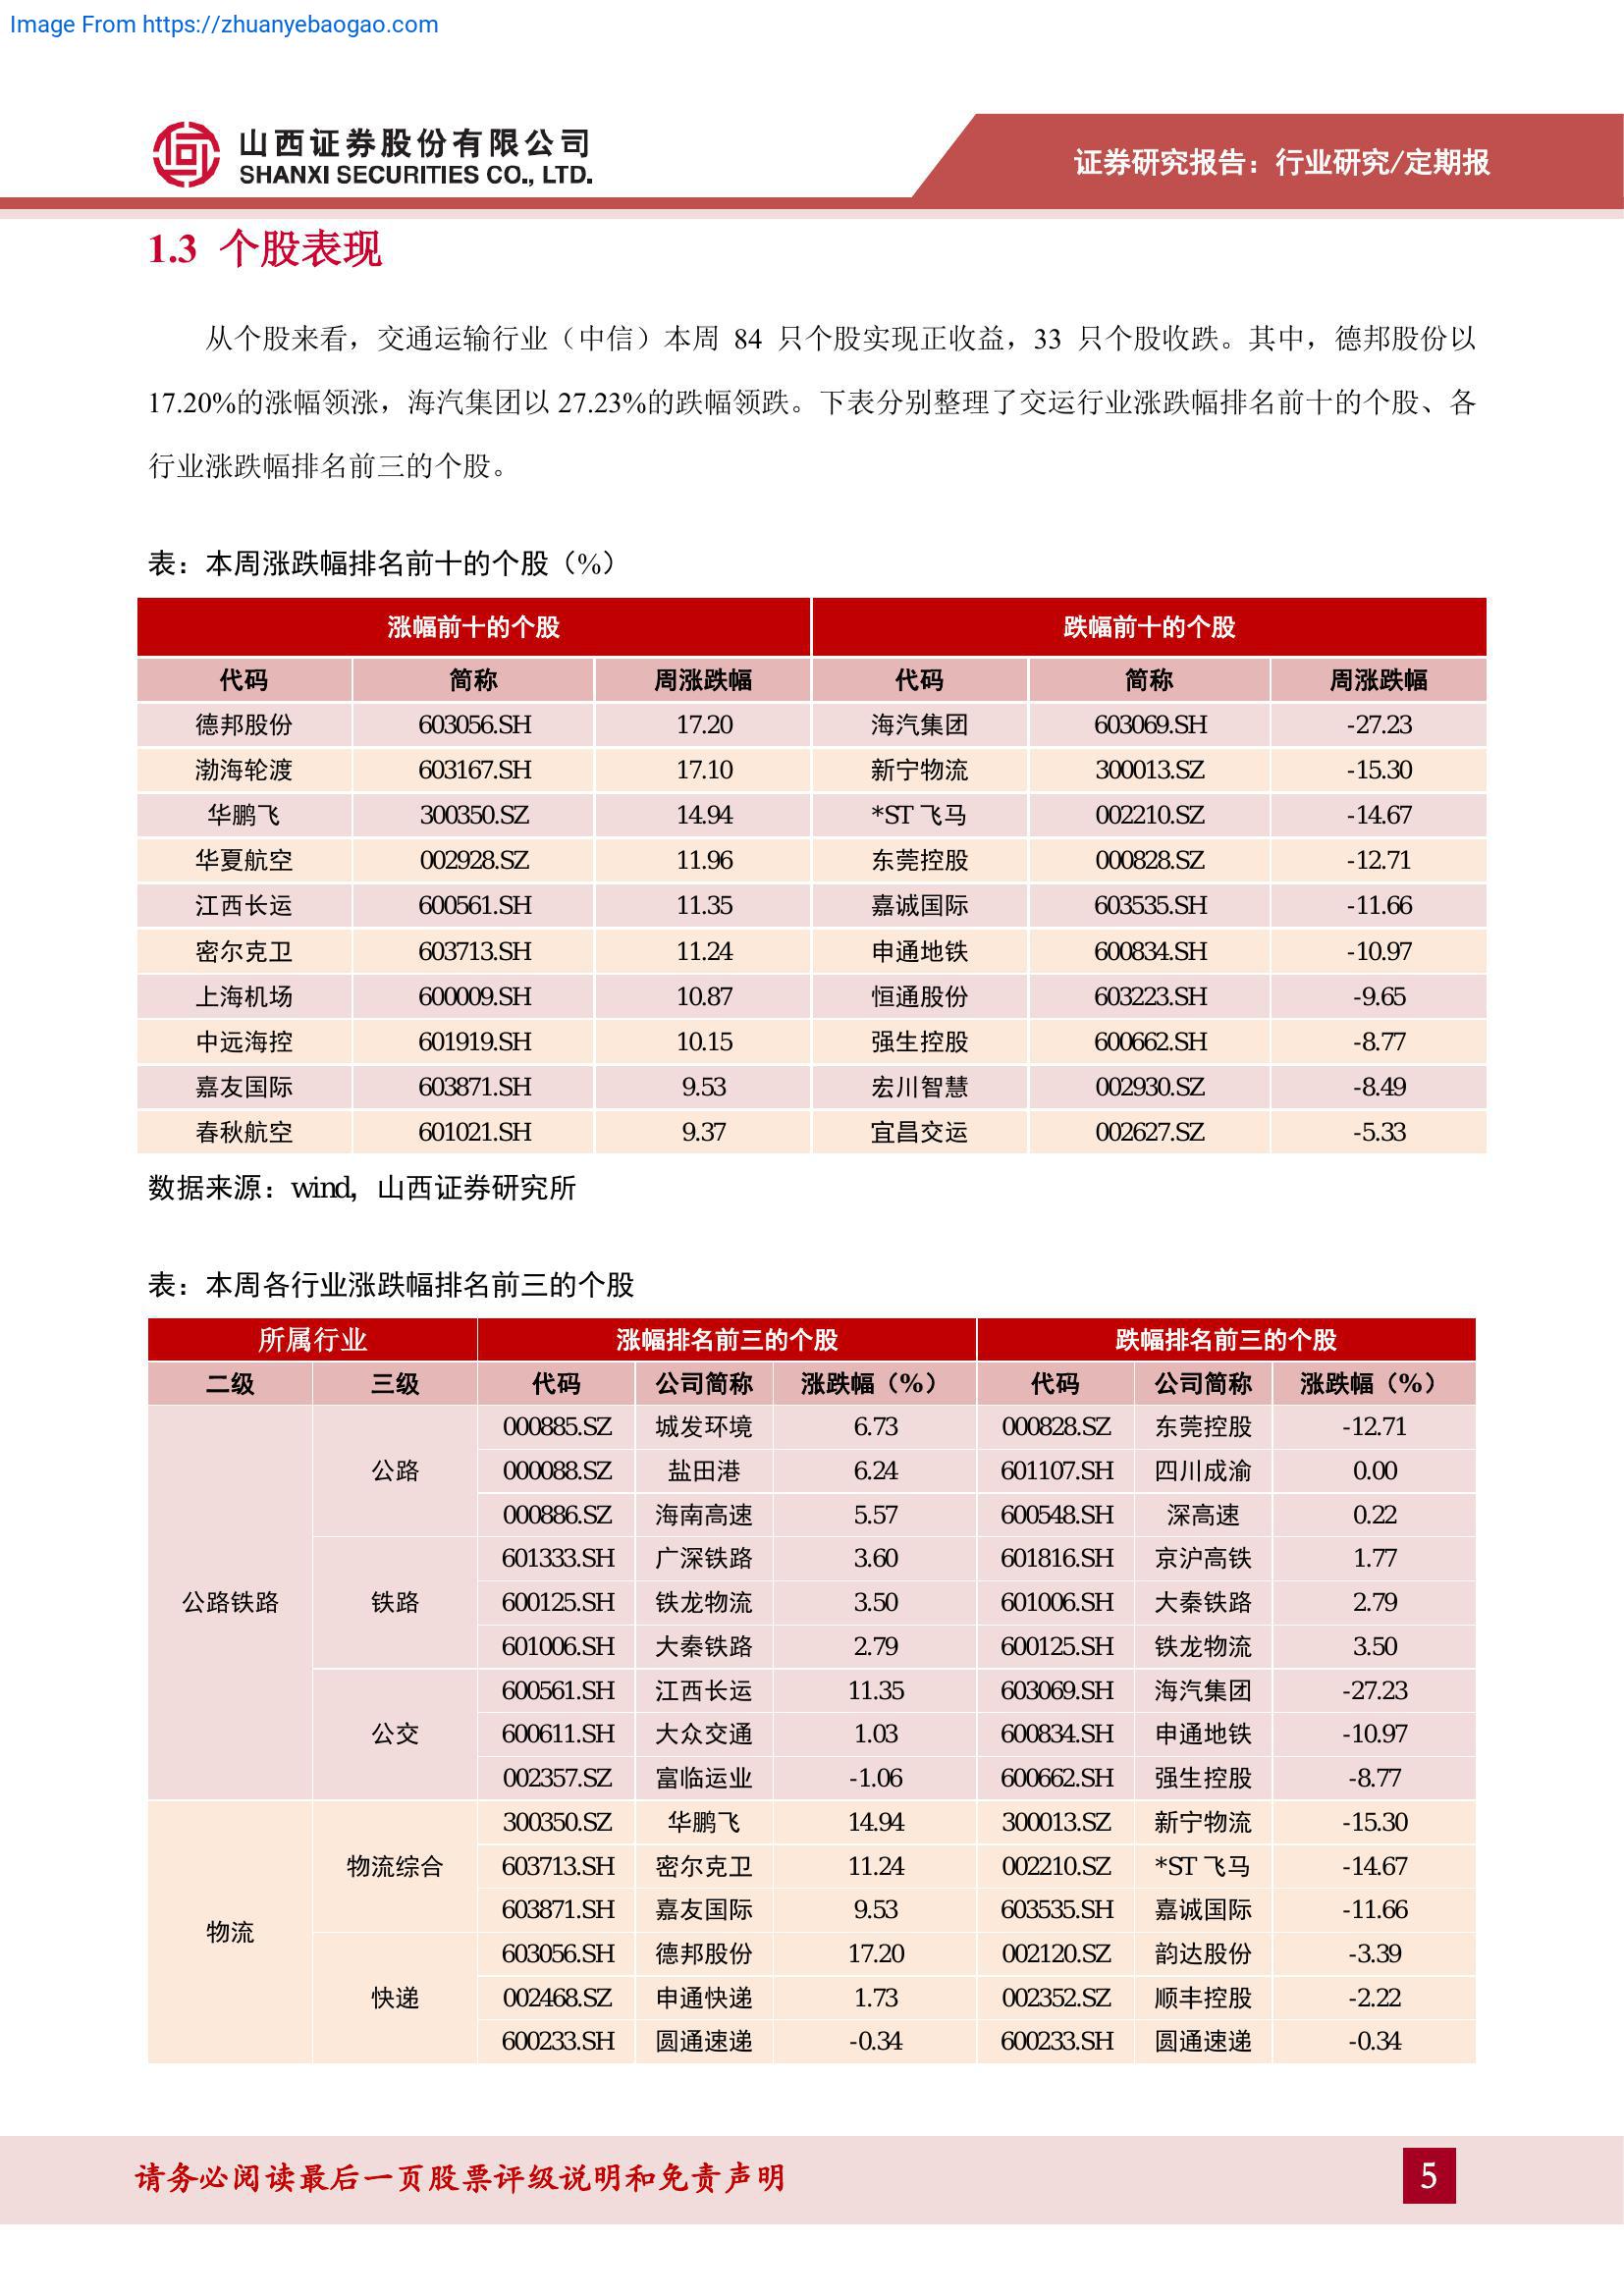 Image From https://zhuanyebaogao.com
山西证券股份有限公司
SHANXI SECURITIES CO., LTD.
证券研究报告：行业研究/定期报
1.3 个股表现
从个股来看，交通运输行业（中信）本周 84 只个股实现正收益，33 只个股收跌。其中，德邦股份以
17.20%的涨幅领涨，海汽集团以 27.23%的跌幅领跌。下表分别整理了交运行业涨跌幅排名前十的个股、各
行业涨跌幅排名前三的个股。
表：本周涨跌幅排名前十的个股（%）
涨幅前十的个股 跌幅前十的个股
代码 简称 周涨跌幅 代码 简称 周涨跌幅
德邦股份 603056.SH 17.20 海汽集团 603069.SH -27.23
渤海轮渡 603167.SH 17.10 新宁物流 300013.SZ -15.30
华鹏飞 300350.SZ 14.94 *ST 飞马 002210.SZ -14.67
华夏航空 002928.SZ 11.96 东莞控股 000828.SZ -12.71
江西长运 600561.SH 11.35 嘉诚国际 603535.SH -11.66
密尔克卫 603713.SH 11.24 申通地铁 600834.SH -10.97
上海机场 600009.SH 10.87 恒通股份 603223.SH -9.65
中远海控 601919.SH 10.15 强生控股 600662.SH -8.77
嘉友国际 603871.SH 9.53 宏川智慧 002930.SZ -8.49
春秋航空 601021.SH 9.37 宜昌交运 002627.SZ -5.33
数据来源：wind，山西证券研究所
表：本周各行业涨跌幅排名前三的个股
所属行业 涨幅排名前三的个股 跌幅排名前三的个股
二级 三级 代码 公司简称 涨跌幅（%） 代码 公司简称 涨跌幅（%）
000885.SZ 城发环境 6.73 000828.SZ 东莞控股 -12.71
公路 000088.SZ 盐田港 6.24 601107.SH 四川成渝 0.00
000886.SZ 海南高速 5.57 600548.SH 深高速 0.22
601333.SH 广深铁路 3.60 601816.SH 京沪高铁 1.77
公路铁路 铁路 600125.SH 铁龙物流 3.50 601006.SH 大秦铁路 2.79
601006.SH 大秦铁路 2.79 600125.SH 铁龙物流 3.50
600561.SH 江西长运 11.35 603069.SH 海汽集团 -27.23
公交 600611.SH 大众交通 1.03 600834.SH 申通地铁 -10.97
002357.SZ 富临运业 -1.06 600662.SH 强生控股 -8.77
300350.SZ 华鹏飞 14.94 300013.SZ 新宁物流 -15.30
物流综合 603713.SH 密尔克卫 11.24 002210.SZ *ST 飞马 -14.67
603871.SH 嘉友国际 9.53 603535.SH 嘉诚国际 -11.66
物流
603056.SH 德邦股份 17.20 002120.SZ 韵达股份 -3.39
快递 002468.SZ 申通快递 1.73 002352.SZ 顺丰控股 -2.22
600233.SH 圆通速递 -0.34 600233.SH 圆通速递 -0.34
请务必阅读最后一页股票评级说明和免责声明
5